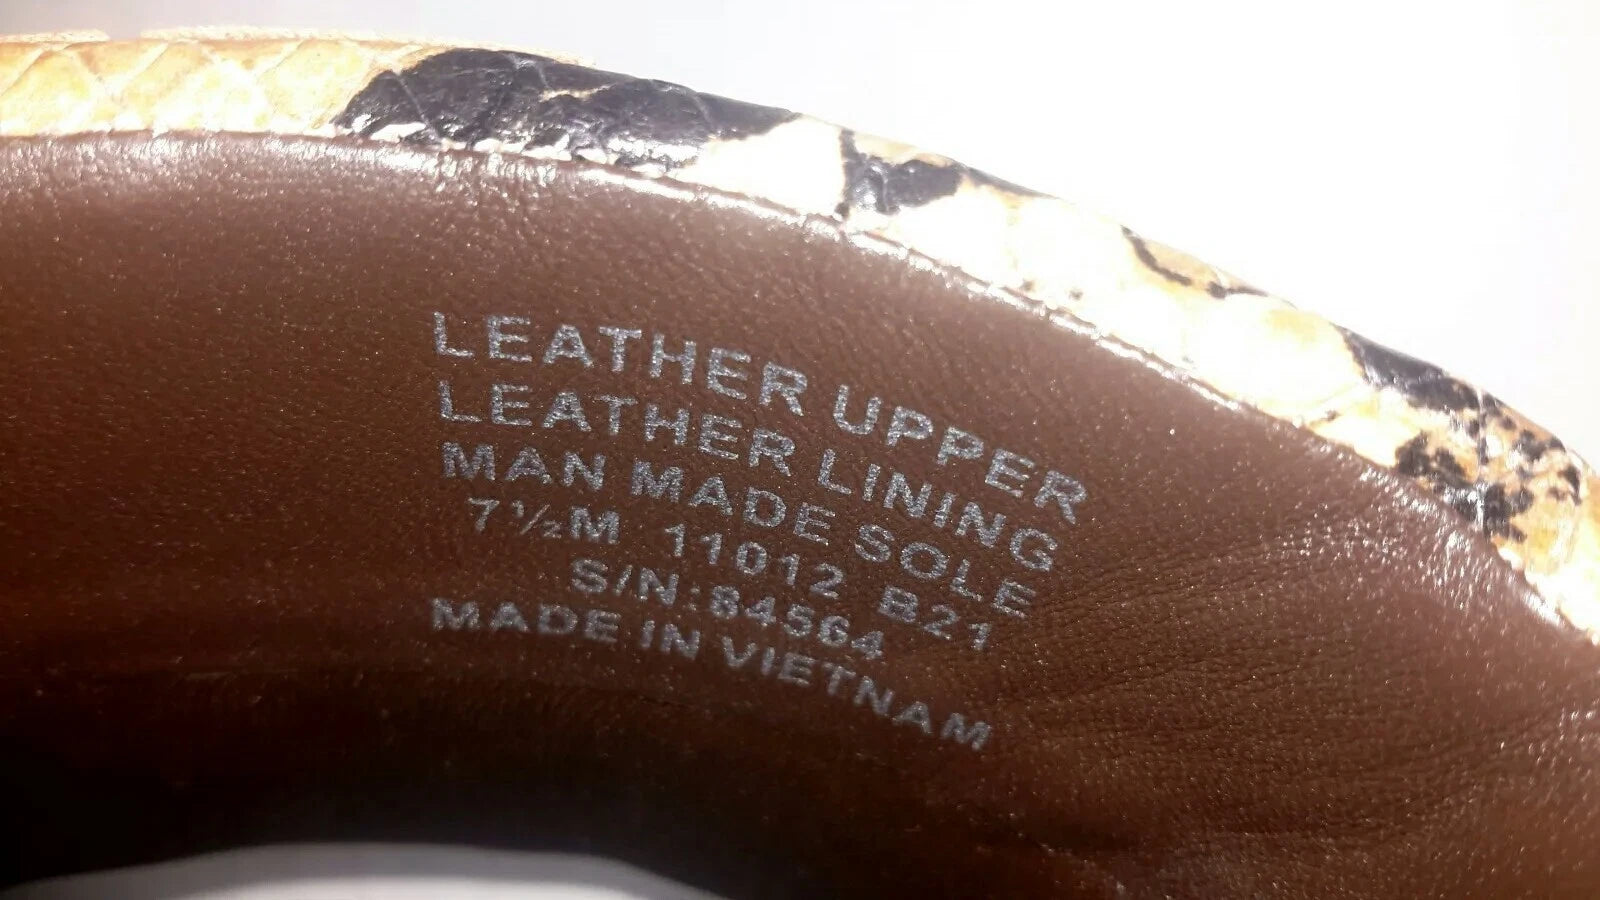 LEATHER UPPER
LEATHER LINING
MAN MADE SOLE
7½M 11012 B21
S/N:84564
MADE IN VIETNAM